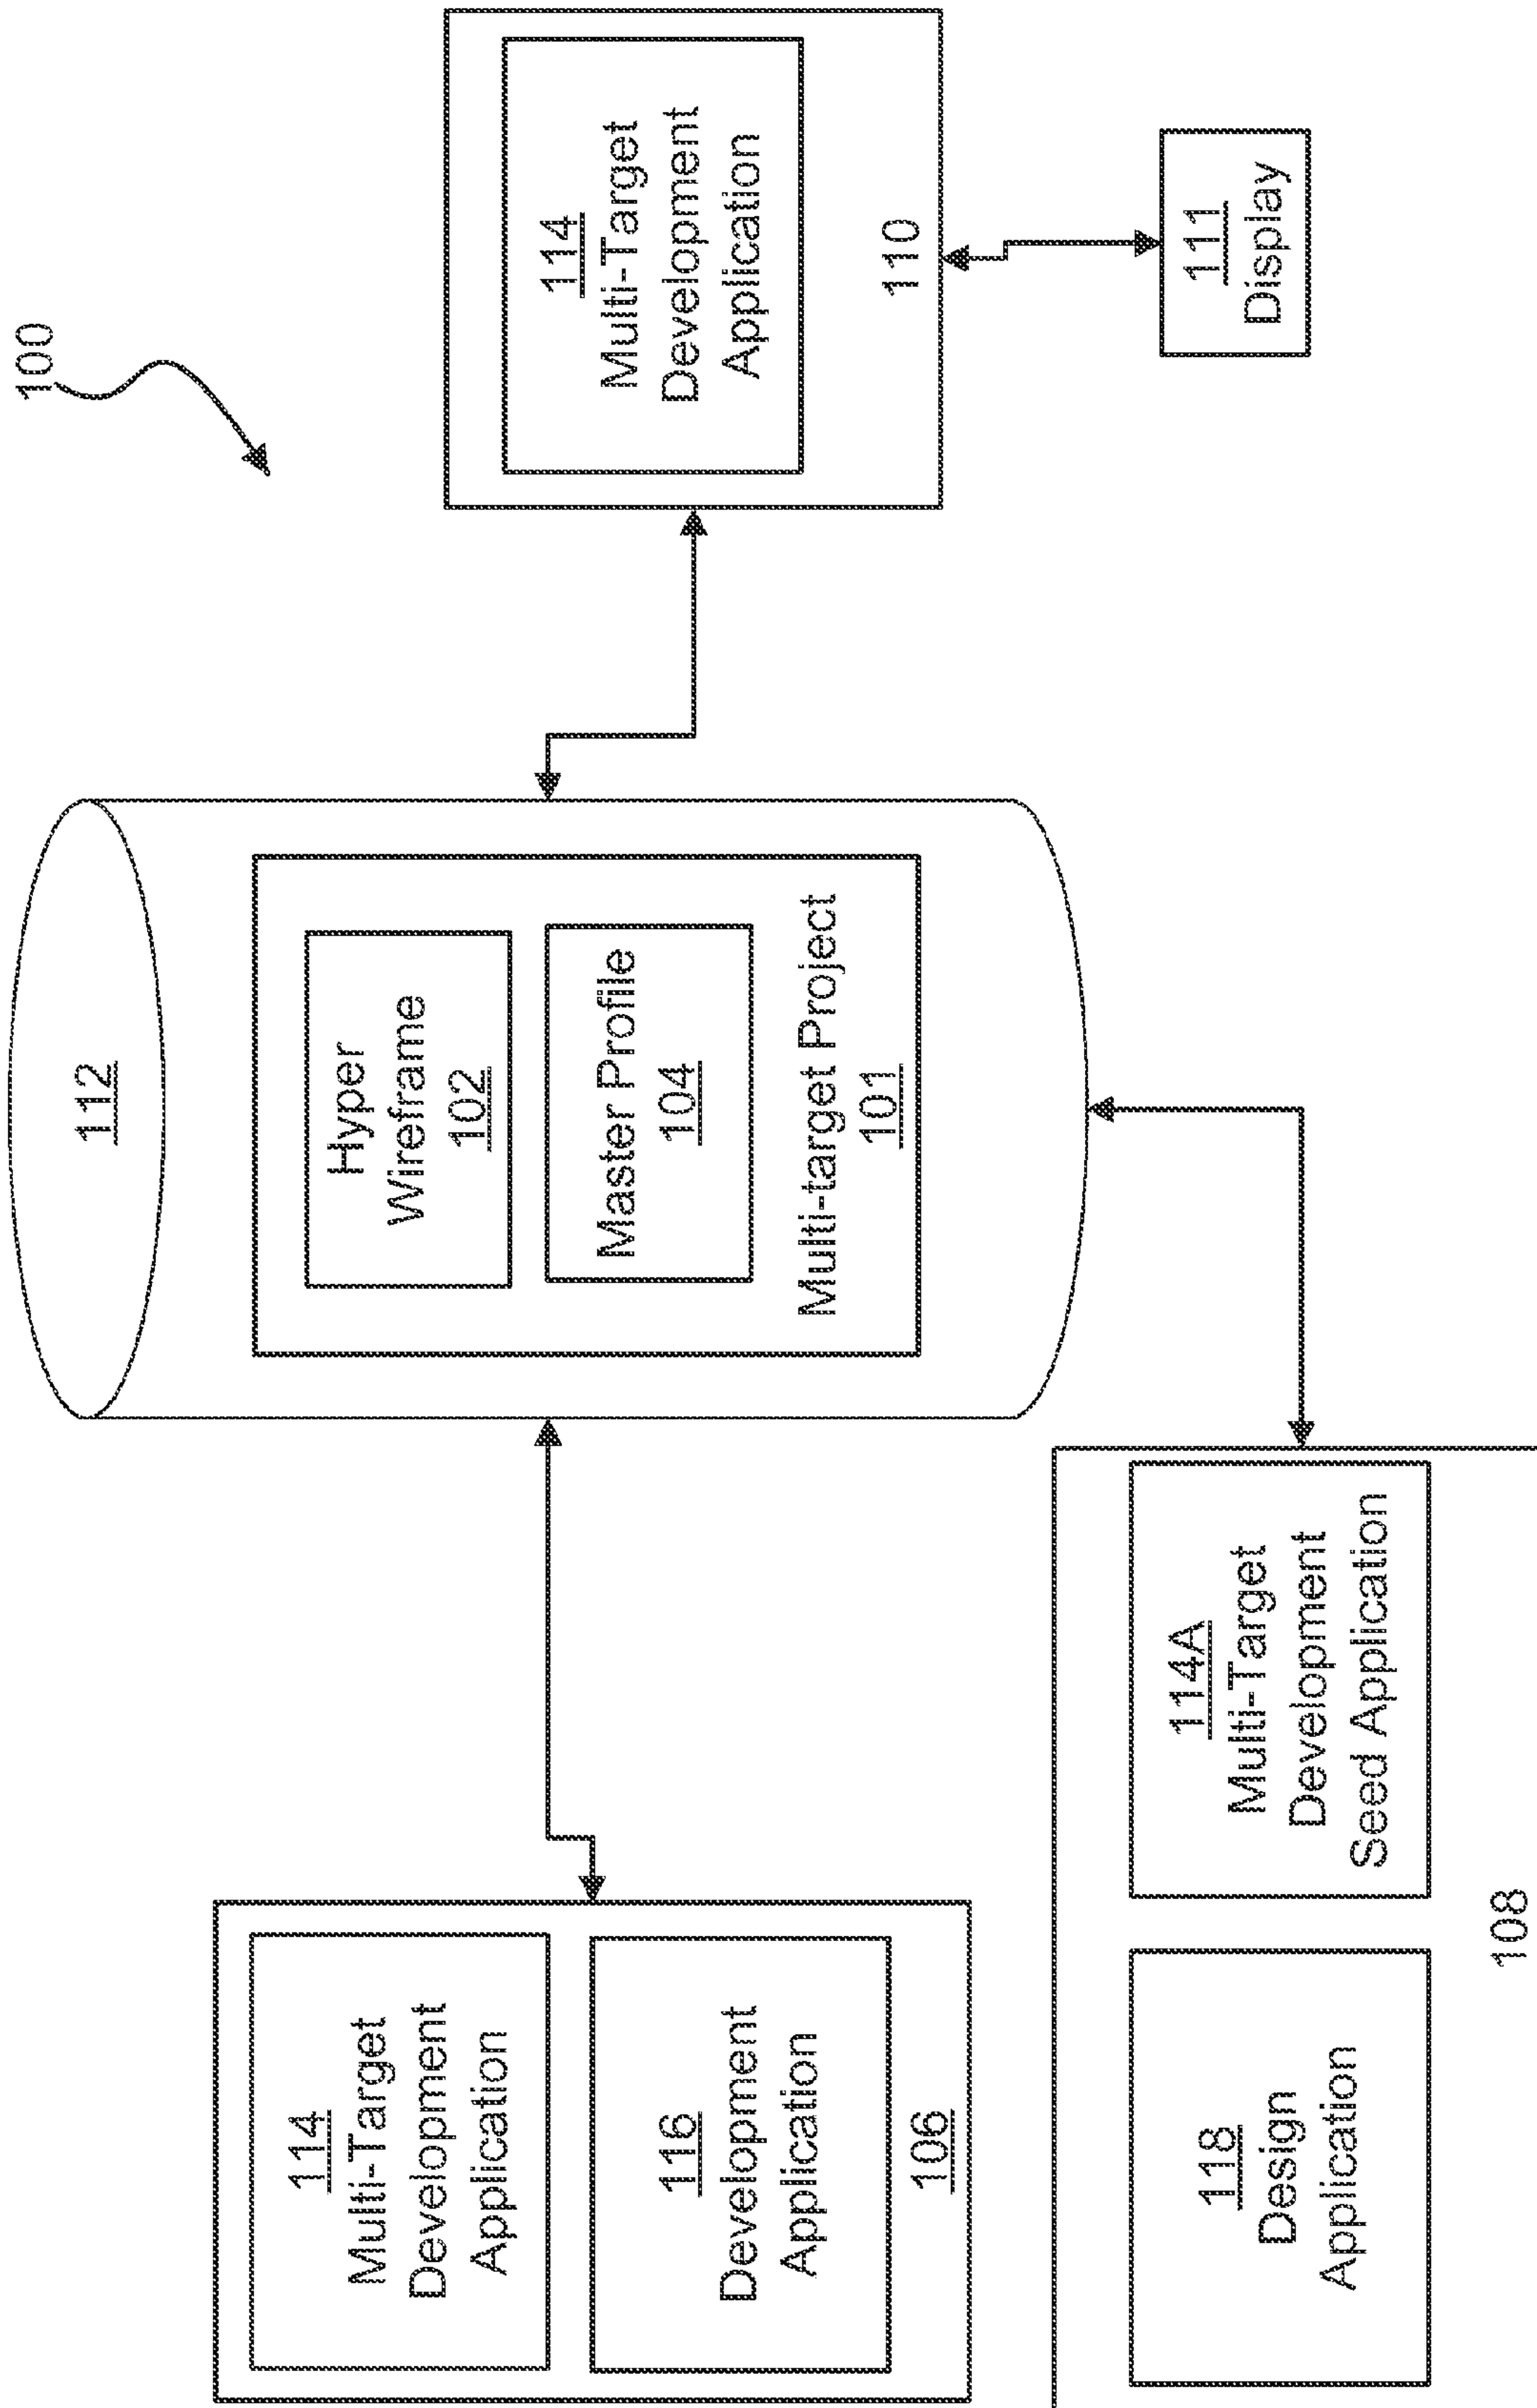 100
112
Hyper
Wireframe
102
Master Profile
104
Multi-target Project
101
114
Multi-Target
Development
Application
116
Development
Application
106
114
Multi-Target
Development
Application
110
111
Display
118
Design
Application
114A
Multi-Target
Development
Seed Application
108